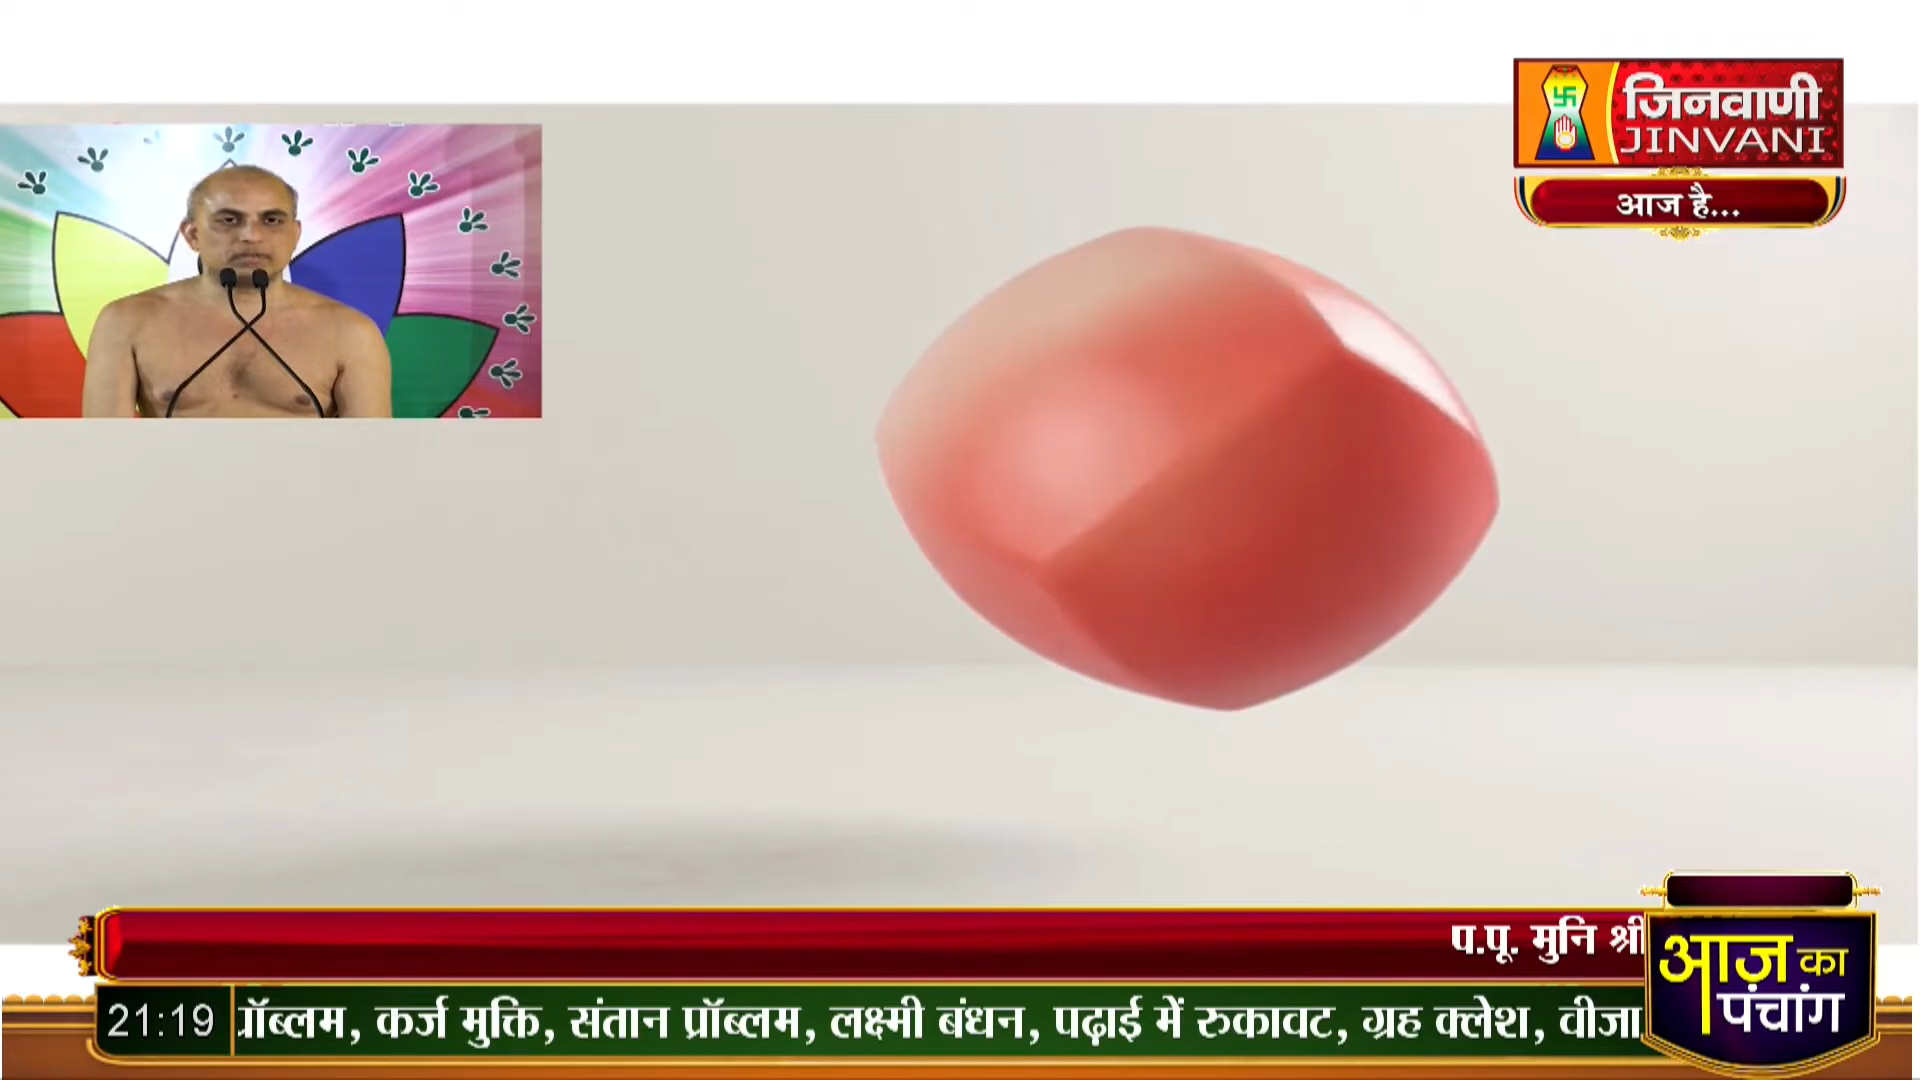 जिनवाणी
JINVANI
आज है...
प.पू. मुनि श्री
आज का
पंचांग
21:19
प्रॉब्लम, कर्ज मुक्ति, संतान प्रॉब्लम, लक्ष्मी बंधन, पढ़ाई में रुकावट, ग्रह क्लेश, वीजा